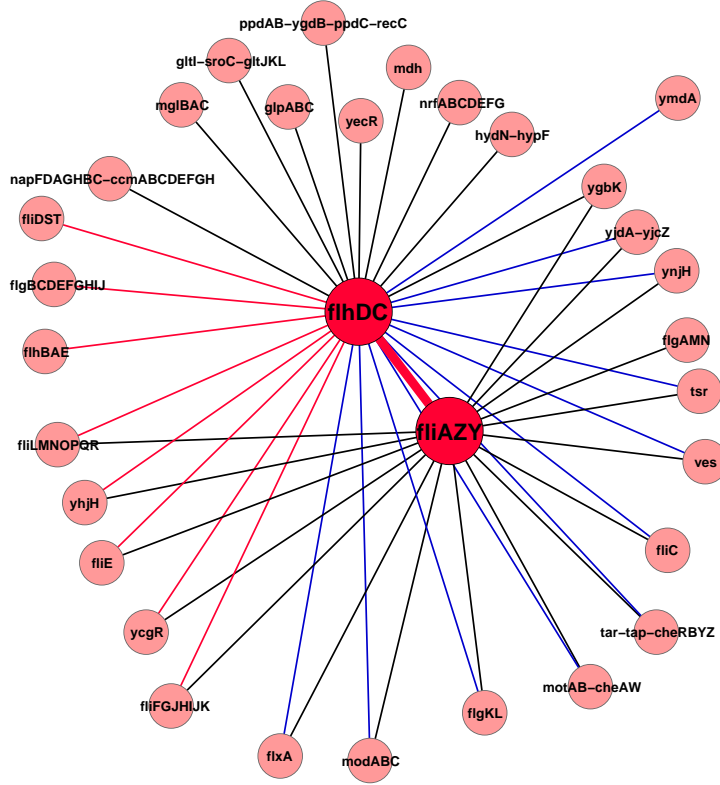 ppdAB−ygdB−ppdC−recC
gltI−sroC−gltJKL
mdh
mglBAC
glpABC
nrfABCDEFG
ymdA
yecR
hydN−hypF
napFDAGHBC−ccmABCDEFGH
ygbK
fliDST
yjdA−yjcZ
ynjH
flgBCDEFGHIJ
flhDC
flgAMN
flhBAE
tsr
fliAZY
fliLMNOPQR
ves
yhjH
fliC
fliE
ycgR
tar−tap−cheRBYZ
motAB−cheAW
fliFGJHIJK
flgKL
flxA
modABC